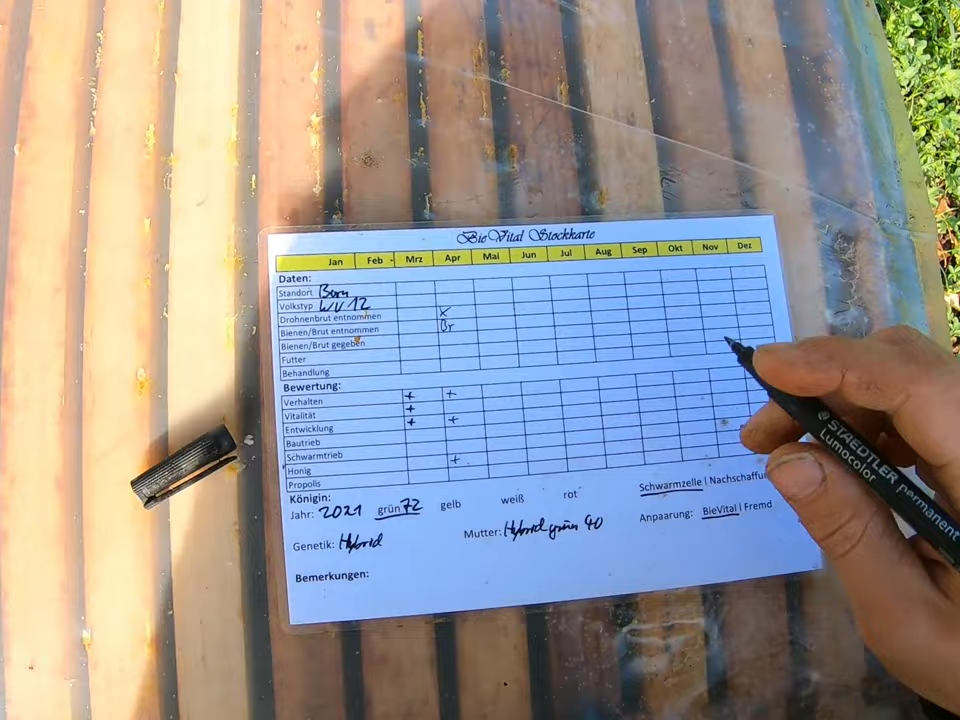 BieVital Stockkarte
Jan Feb Mrz Apr Mai Jun Jul Aug Sep Okt Nov Dez
Daten:
Standort Born
Volkstyp WV 12
Drohnenbrut entnommen x
Bienen/Brut entnommen Br
Bienen/Brut gegeben
Futter
Behandlung
Bewertung:
Verhalten + +
Vitalität +
Entwicklung + +
Bautrieb
Schwarmtrieb
Honig +
Propolis
Königin:
Jahr: 2021 grün 72 gelb weiß rot Schwarmzelle I Nachschaffu
Genetik: Hybrid Mutter: Hybrid grün 40 Anpaarung: BieVital I Fremd
Bemerkungen:
STAEDTLER permanent
Lumocolor